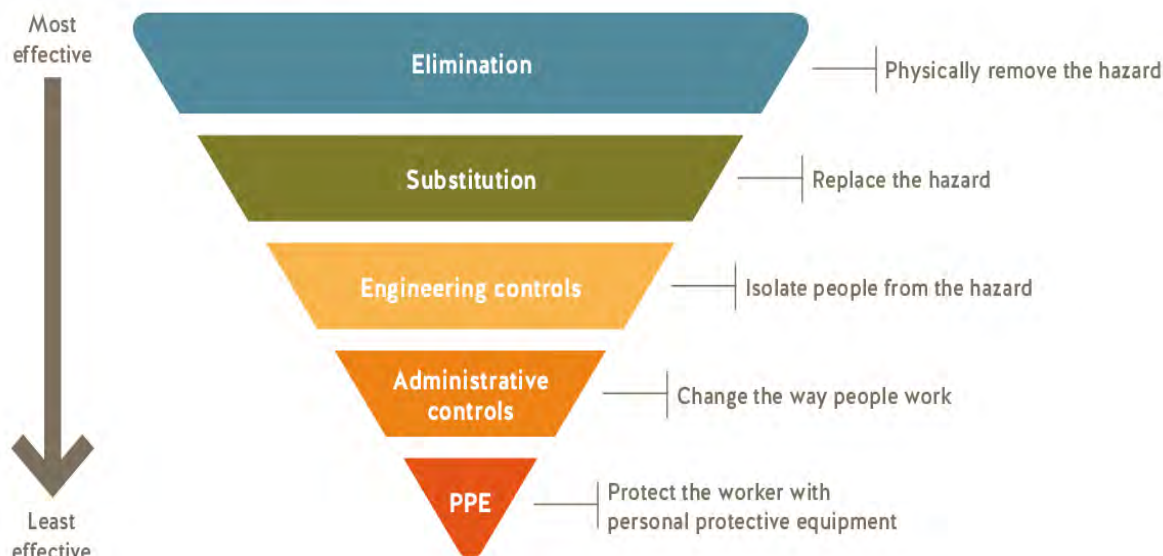 Most
effective
Elimination
Physically remove the hazard
Substitution
Replace the hazard
Engineering controls
Isolate people from the hazard
Administrative
controls
Change the way people work
PPE
Protect the worker with
personal protective equipment
Least
effective